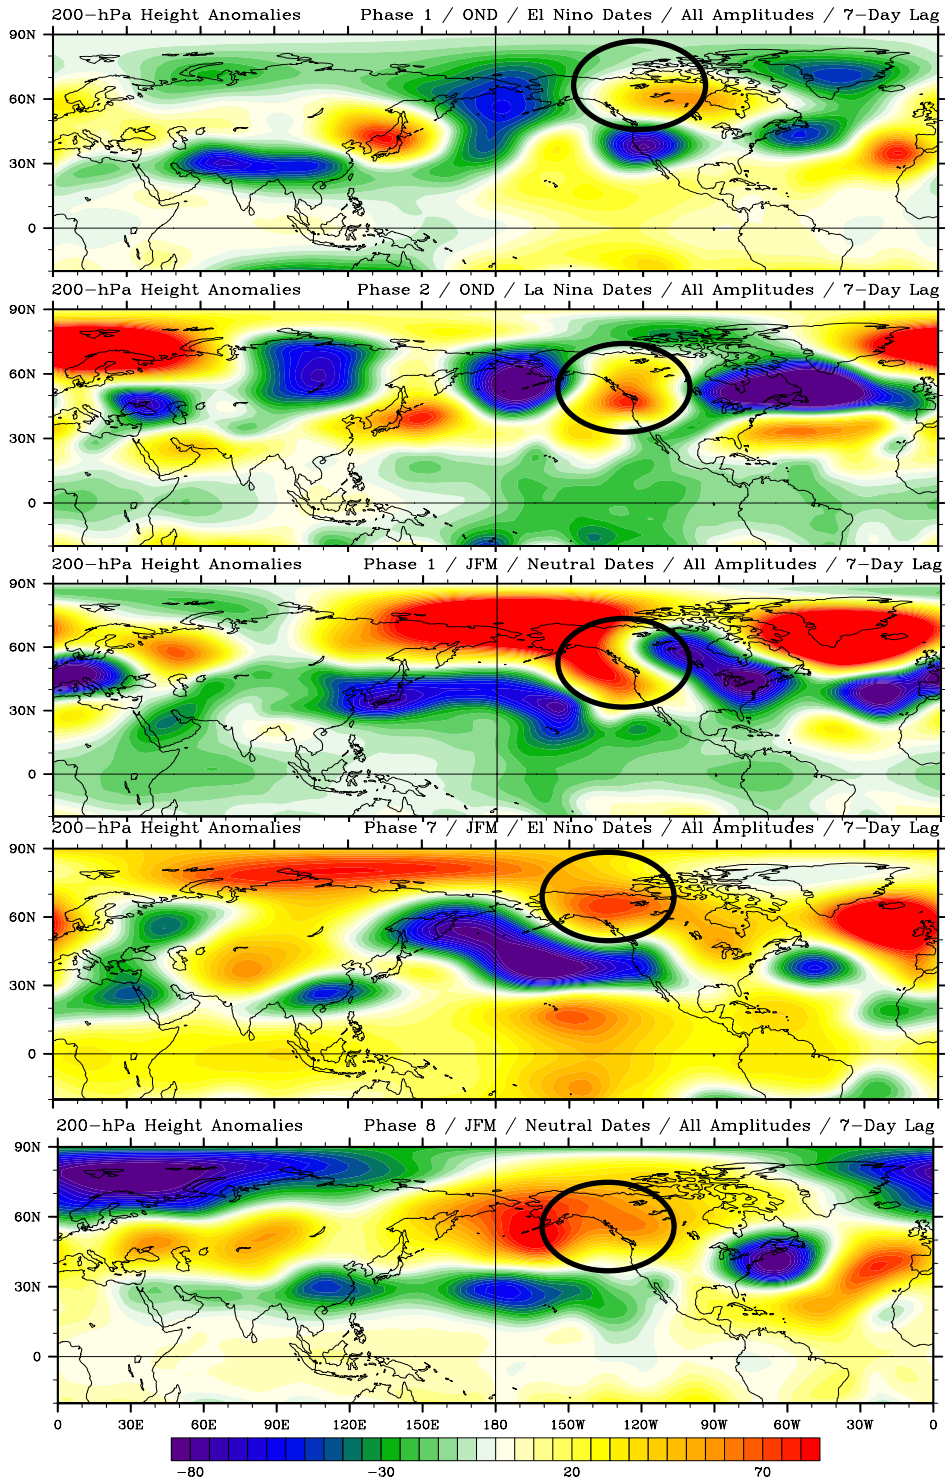 200-hPa Height Anomalies Phase 1 / OND / El Nino Dates / All Amplitudes / 7-Day Lag
90N
60N
30N
0
200-hPa Height Anomalies Phase 2 / OND / La Nina Dates / All Amplitudes / 7-Day Lag
90N
60N
30N
0
200-hPa Height Anomalies Phase 1 / JFM / Neutral Dates / All Amplitudes / 7-Day Lag
90N
60N
30N
0
200-hPa Height Anomalies Phase 7 / JFM / El Nino Dates / All Amplitudes / 7-Day Lag
90N
60N
30N
0
200-hPa Height Anomalies Phase 8 / JFM / Neutral Dates / All Amplitudes / 7-Day Lag
90N
60N
30N
0
0 30E 60E 90E 120E 150E 180 150W 120W 90W 60W 30W 0
-80 -30 20 70